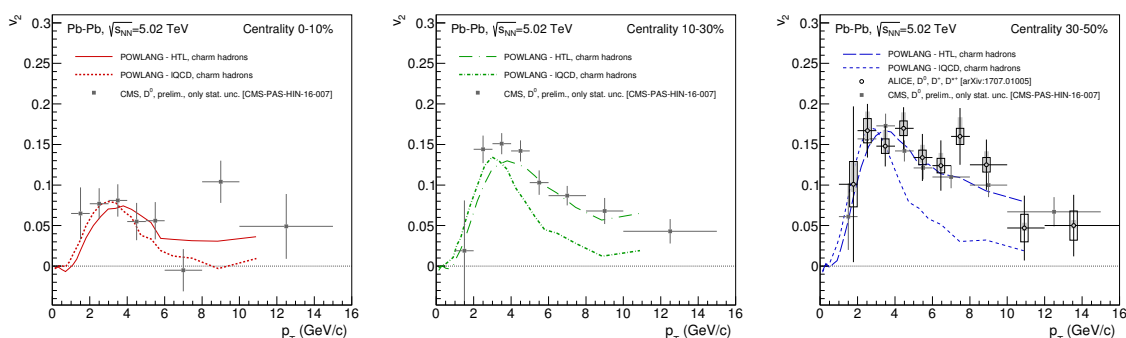 v2
0.3
0.25
0.2
0.15
0.1
0.05
0
Pb-Pb, √sNN=5.02 TeV Centrality 0-10%
POWLANG - HTL, charm hadrons
POWLANG - lQCD, charm hadrons
CMS, D0, prelim., only stat. unc. [CMS-PAS-HIN-16-007]
0 2 4 6 8 10 12 14 16
pT (GeV/c)
v2
0.3
0.25
0.2
0.15
0.1
0.05
0
Pb-Pb, √sNN=5.02 TeV Centrality 10-30%
POWLANG - HTL, charm hadrons
POWLANG - lQCD, charm hadrons
CMS, D0, prelim., only stat. unc. [CMS-PAS-HIN-16-007]
0 2 4 6 8 10 12 14 16
pT (GeV/c)
v2
0.3
0.25
0.2
0.15
0.1
0.05
0
Pb-Pb, √sNN=5.02 TeV Centrality 30-50%
POWLANG - HTL, charm hadrons
POWLANG - lQCD, charm hadrons
ALICE, D0, D+, D*+ [arXiv:1707.01005]
CMS, D0, prelim., only stat. unc. [CMS-PAS-HIN-16-007]
0 2 4 6 8 10 12 14 16
pT (GeV/c)